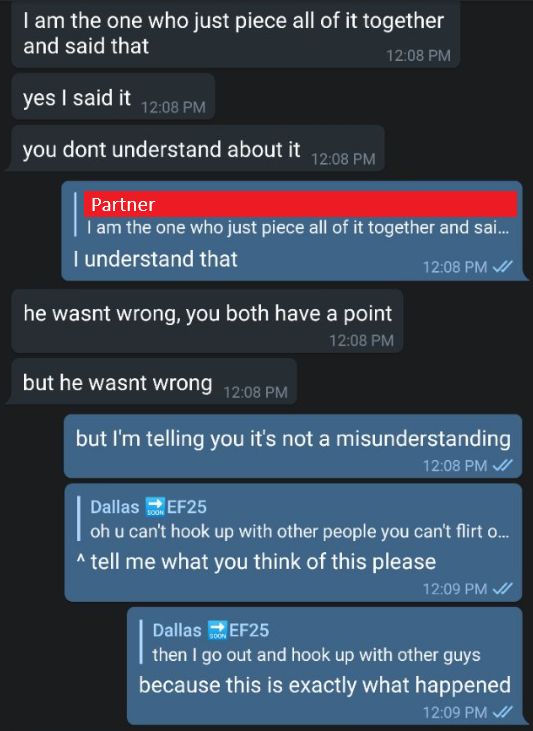 I am the one who just piece all of it together
and said that
12:08 PM
yes I said it 12:08 PM
you dont understand about it 12:08 PM
Partner
I am the one who just piece all of it together and sai...
I understand that
12:08 PM
he wasnt wrong, you both have a point
12:08 PM
but he wasnt wrong 12:08 PM
but I'm telling you it's not a misunderstanding
12:08 PM
Dallas 🔜EF25
oh u can't hook up with other people you can't flirt o...
^ tell me what you think of this please
12:09 PM
Dallas 🔜EF25
then I go out and hook up with other guys
because this is exactly what happened
12:09 PM